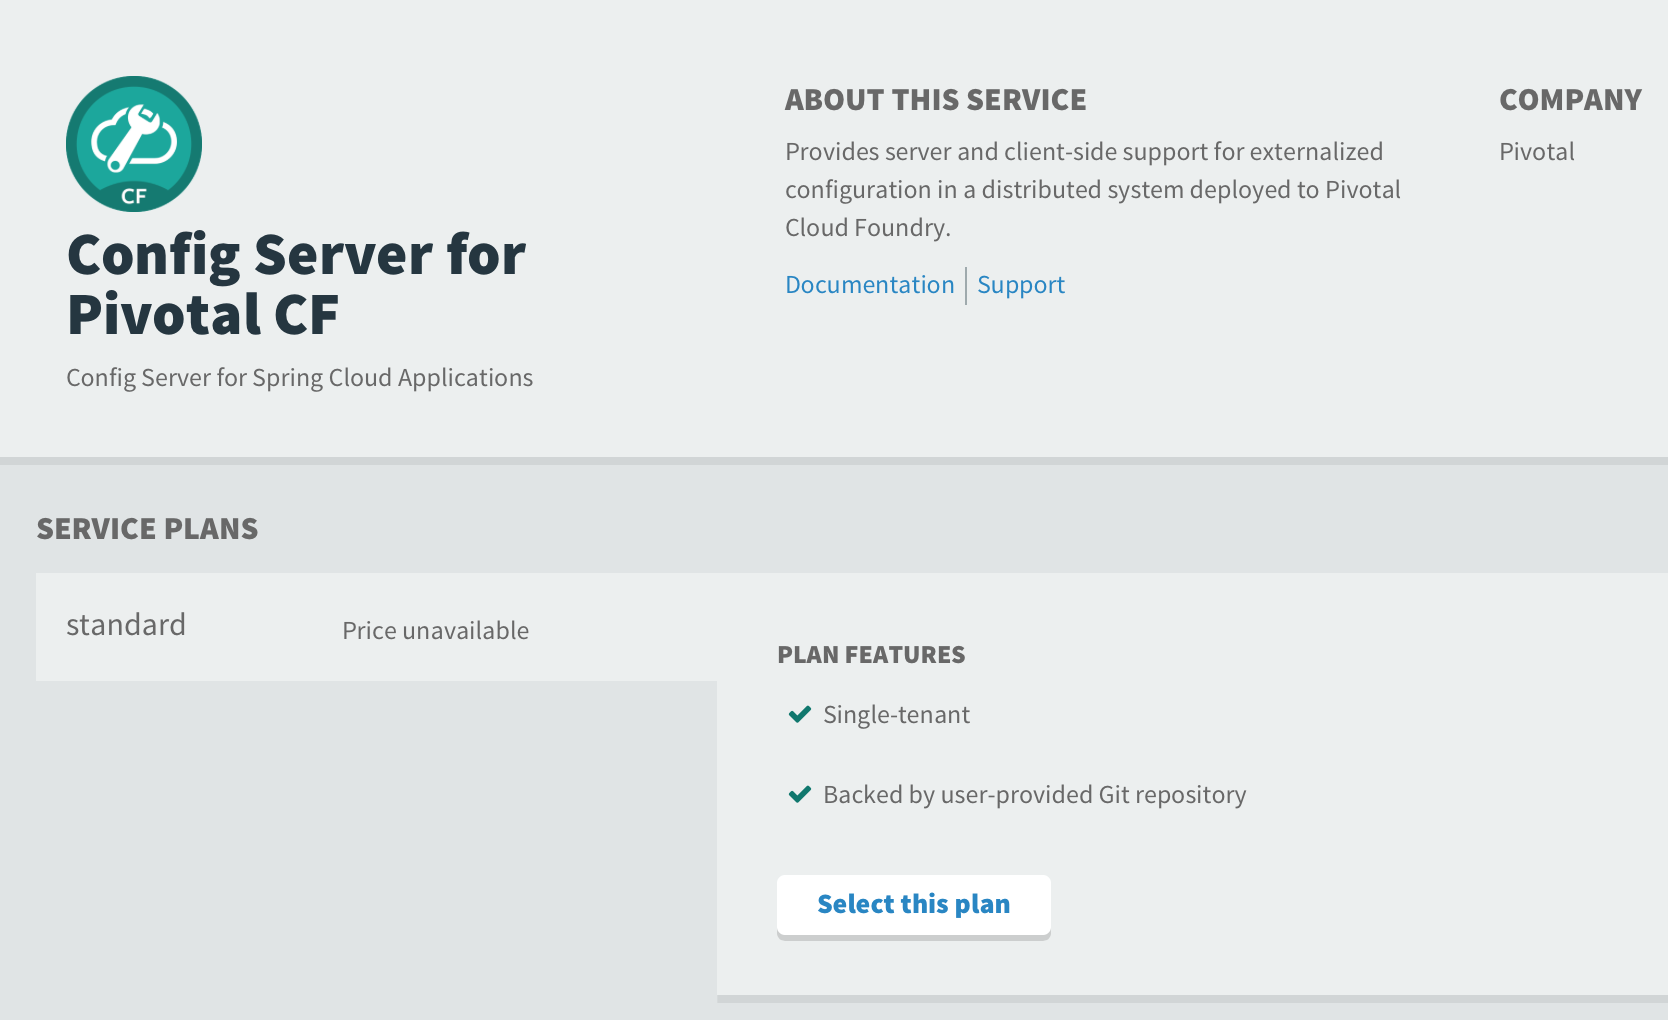 CF
Config Server for
Pivotal CF
Config Server for Spring Cloud Applications
ABOUT THIS SERVICE
Provides server and client-side support for externalized
configuration in a distributed system deployed to Pivotal
Cloud Foundry.
Documentation
Support
COMPANY
Pivotal
SERVICE PLANS
standard
Price unavailable
PLAN FEATURES
Single-tenant
Backed by user-provided Git repository
Select this plan